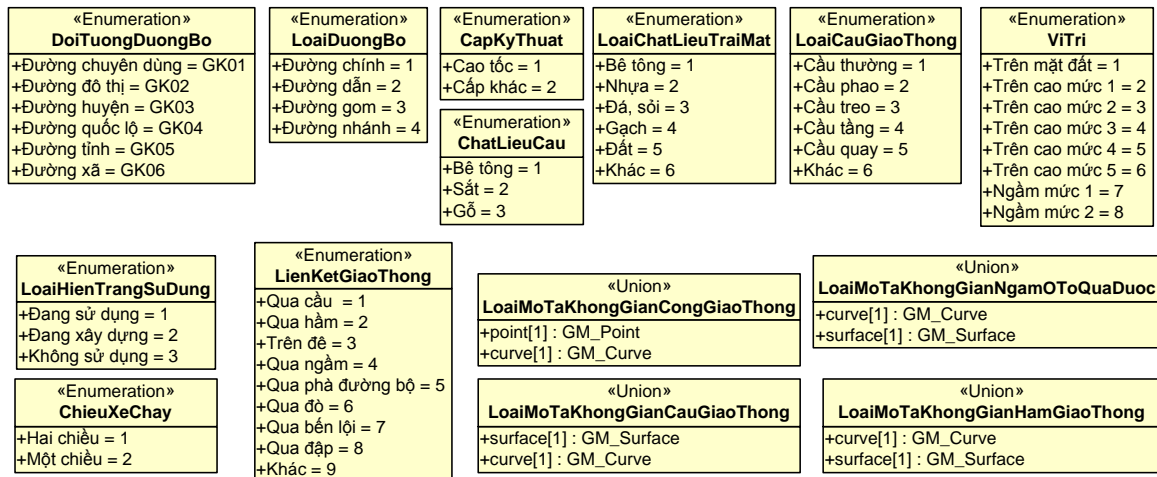 «Enumeration»
DoiTuongDuongBo
+Đường chuyên dùng = GK01
+Đường đô thị = GK02
+Đường huyện = GK03
+Đường quốc lộ = GK04
+Đường tỉnh = GK05
+Đường xã = GK06
«Enumeration»
LoaiDuongBo
+Đường chính = 1
+Đường dẫn = 2
+Đường gom = 3
+Đường nhánh = 4
«Enumeration»
CapKyThuat
+Cao tốc = 1
+Cấp khác = 2
«Enumeration»
ChatLieuCau
+Bê tông = 1
+Sắt = 2
+Gỗ = 3
«Enumeration»
LoaiChatLieuTraiMat
+Bê tông = 1
+Nhựa = 2
+Đá, sỏi = 3
+Gạch = 4
+Đất = 5
+Khác = 6
«Enumeration»
LoaiCauGiaoThong
+Cầu thường = 1
+Cầu phao = 2
+Cầu treo = 3
+Cầu tầng = 4
+Cầu quay = 5
+Khác = 6
«Enumeration»
ViTri
+Trên mặt đất = 1
+Trên cao mức 1 = 2
+Trên cao mức 2 = 3
+Trên cao mức 3 = 4
+Trên cao mức 4 = 5
+Trên cao mức 5 = 6
+Ngầm mức 1 = 7
+Ngầm mức 2 = 8
«Enumeration»
LoaiHienTrangSuDung
+Đang sử dụng = 1
+Đang xây dựng = 2
+Không sử dụng = 3
«Enumeration»
ChieuXeChay
+Hai chiều = 1
+Một chiều = 2
«Enumeration»
LienKetGiaoThong
+Qua cầu  = 1
+Qua hầm = 2
+Trên đê = 3
+Qua ngầm = 4
+Qua phà đường bộ = 5
+Qua đò = 6
+Qua bến lội = 7
+Qua đập = 8
+Khác = 9
«Union»
LoaiMoTaKhongGianCongGiaoThong
+point[1] : GM_Point
+curve[1] : GM_Curve
«Union»
LoaiMoTaKhongGianCauGiaoThong
+surface[1] : GM_Surface
+curve[1] : GM_Curve
«Union»
LoaiMoTaKhongGianNgamOToQuaDuoc
+curve[1] : GM_Curve
+surface[1] : GM_Surface
«Union»
LoaiMoTaKhongGianHamGiaoThong
+curve[1] : GM_Curve
+surface[1] : GM_Surface